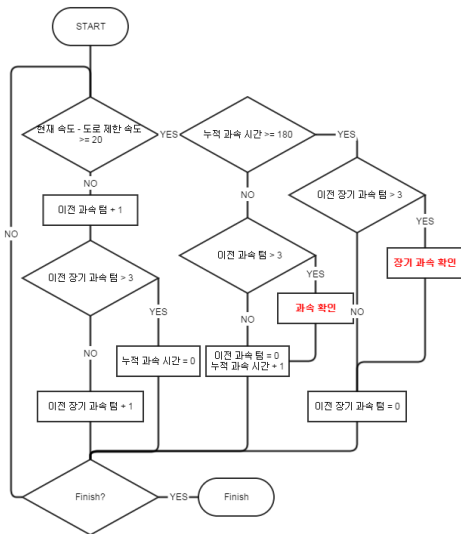 START
현재 속도 - 도로 제한 속도
>= 20
YES
누적 과속 시간 >= 180
YES
NO
이전 과속 텀 + 1
NO
이전 장기 과속 텀 > 3
YES
NO
이전 장기 과속 텀 > 3
이전 과속 텀 > 3
YES
장기 과속 확인
YES
과속 확인
NO
NO
NO
누적 과속 시간 = 0
이전 과속 텀 = 0
누적 과속 시간 + 1
YES
이전 장기 과속 텀 + 1
이전 장기 과속 텀 = 0
Finish?
YES
Finish